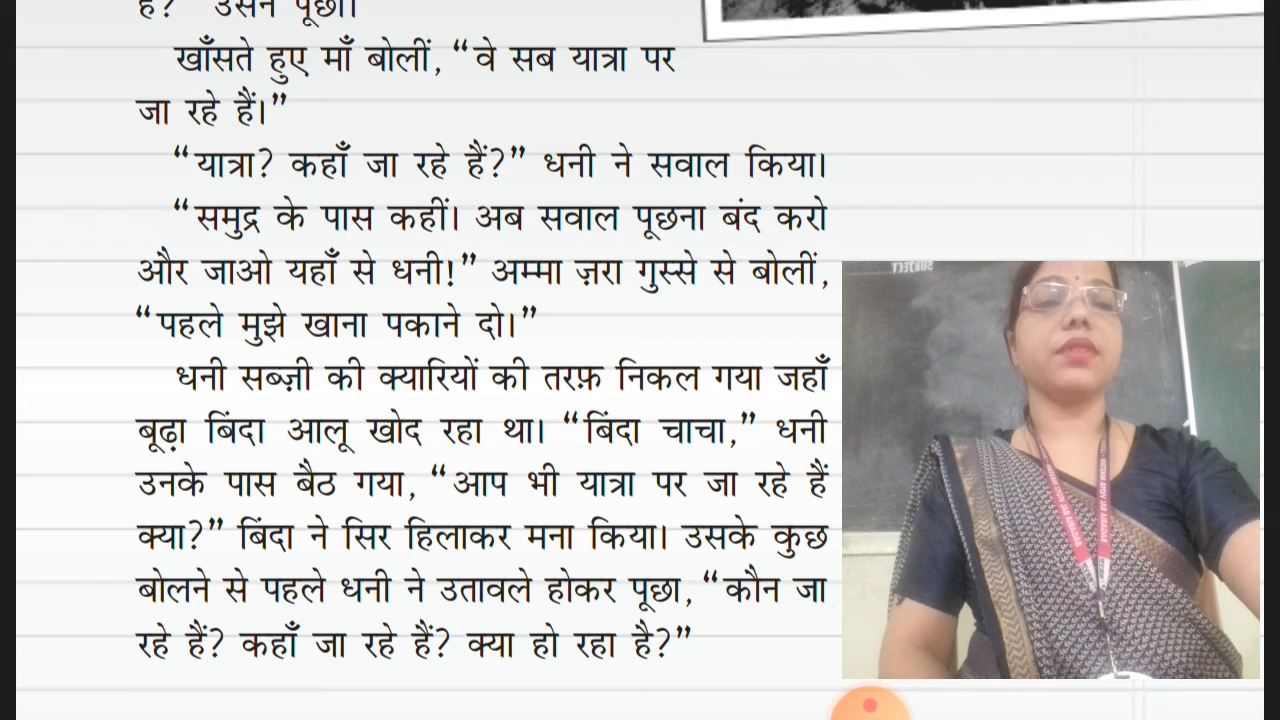 है?” उसने पूछा।
खाँसते हुए माँ बोलीं, “वे सब यात्रा पर
जा रहे हैं।”
“यात्रा? कहाँ जा रहे हैं?” धनी ने सवाल किया।
“समुद्र के पास कहीं। अब सवाल पूछना बंद करो
और जाओ यहाँ से धनी!” अम्मा ज़रा गुस्से से बोलीं,
“पहले मुझे खाना पकाने दो।”
धनी सब्ज़ी की क्यारियों की तरफ़ निकल गया जहाँ
बूढ़ा बिंदा आलू खोद रहा था। “बिंदा चाचा,” धनी
उनके पास बैठ गया, “आप भी यात्रा पर जा रहे हैं
क्या?” बिंदा ने सिर हिलाकर मना किया। उसके कुछ
बोलने से पहले धनी ने उतावले होकर पूछा, “कौन जा
रहे हैं? कहाँ जा रहे हैं? क्या हो रहा है?”
SUBJECT